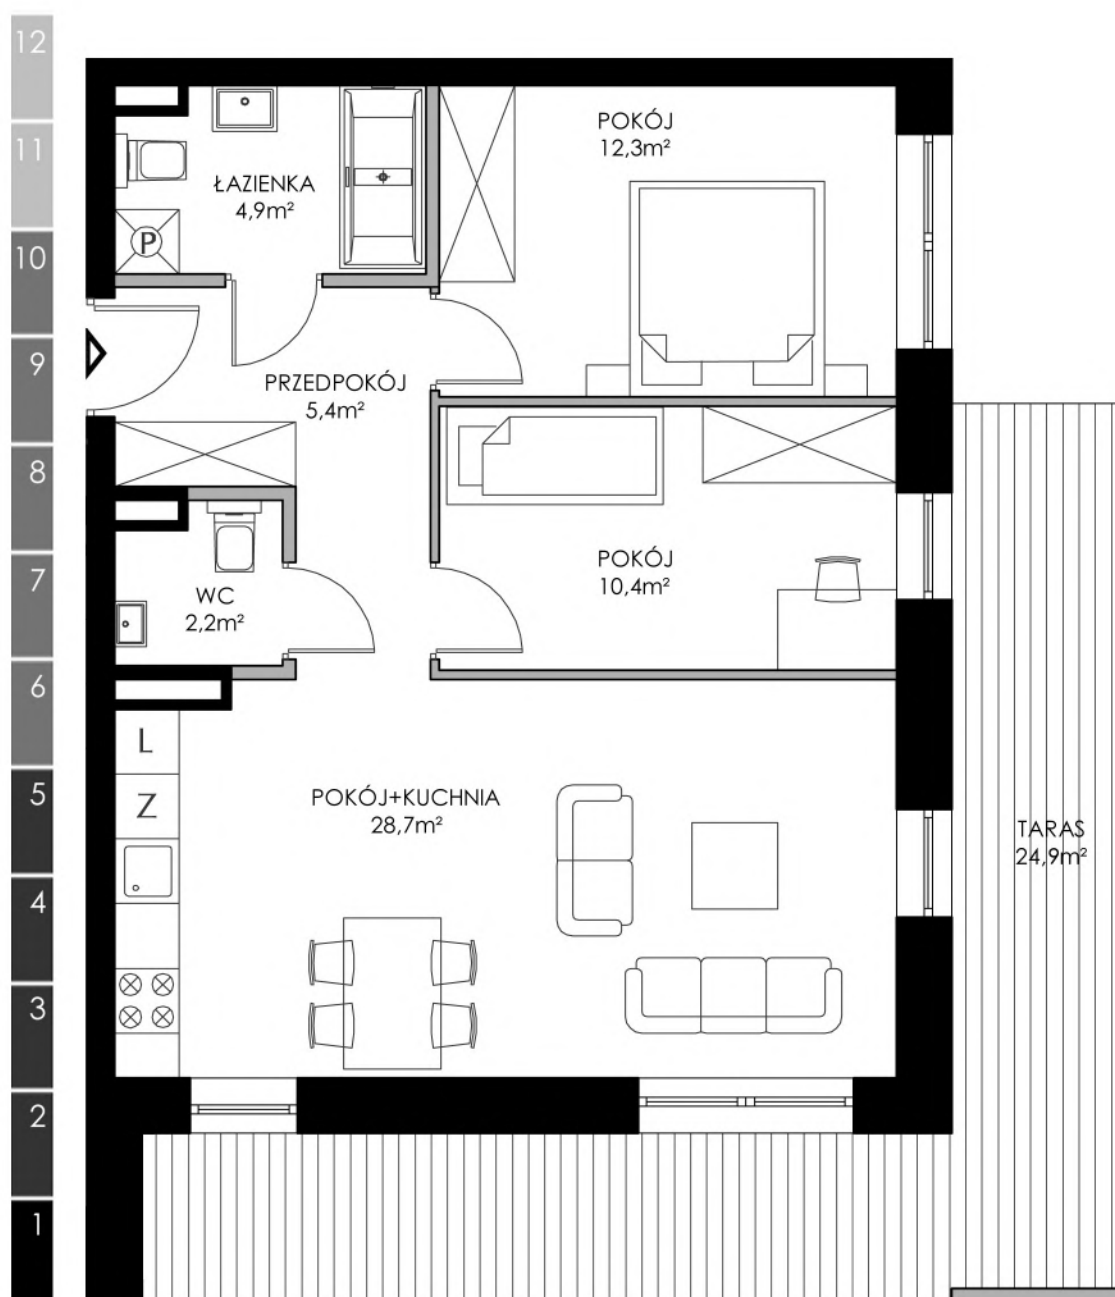 12
11
10
9
8
7
6
5
4
3
2
1
POKÓJ
12,3m²
ŁAZIENKA
4,9m²
P
PRZEDPOKÓJ
5,4m²
POKÓJ
10,4m²
WC
2,2m²
L
Z
POKÓJ+KUCHNIA
28,7m²
TARAS
24,9m²